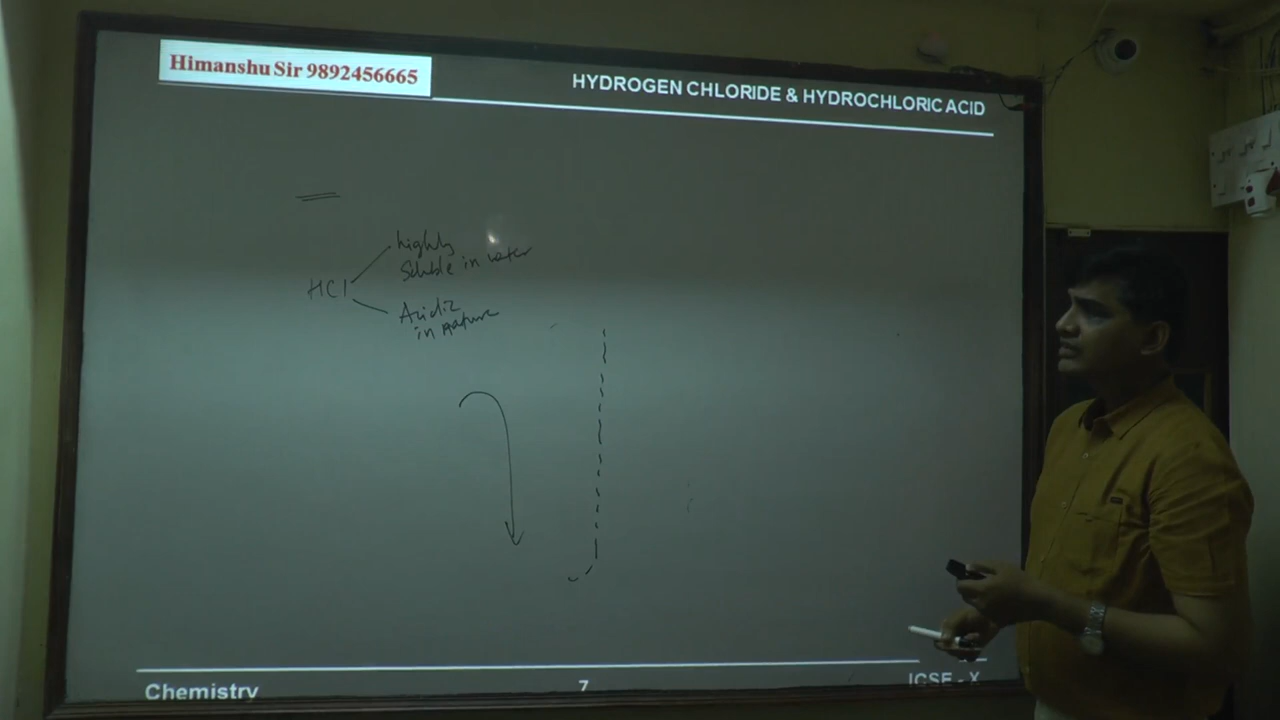 Himanshu Sir 9892456665
HYDROGEN CHLORIDE & HYDROCHLORIC ACID
highly
Soluble in water
HCl
Acidic
in nature
Chemistry
7
ICSE - X